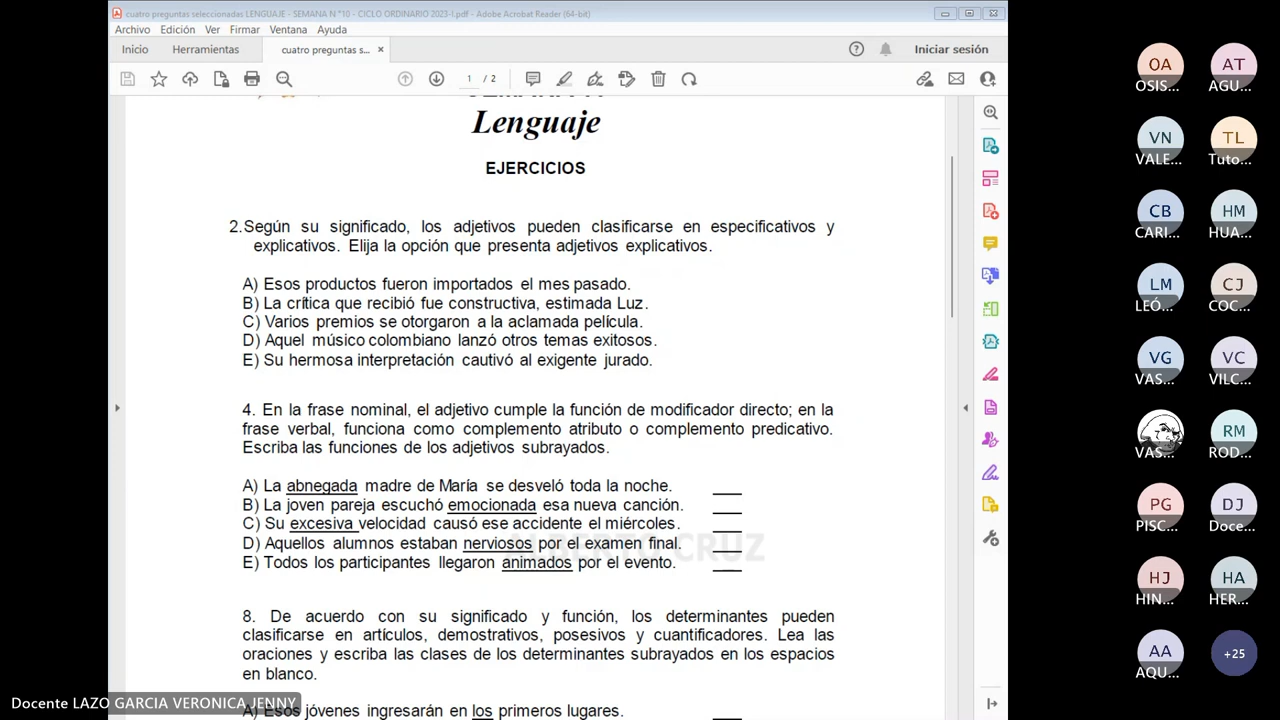 cuatro preguntas seleccionadas LENGUAJE - SEMANA N °10 - CICLO ORDINARIO 2023-I.pdf - Adobe Acrobat Reader (64-bit)
Archivo Edición Ver Firmar Ventana Ayuda
Inicio Herramientas cuatro preguntas s... Iniciar sesión
1 / 2
Lenguaje
EJERCICIOS
2.Según su significado, los adjetivos pueden clasificarse en especificativos y
explicativos. Elija la opción que presenta adjetivos explicativos.
A) Esos productos fueron importados el mes pasado.
B) La crítica que recibió fue constructiva, estimada Luz.
C) Varios premios se otorgaron a la aclamada película.
D) Aquel músico colombiano lanzó otros temas exitosos.
E) Su hermosa interpretación cautivó al exigente jurado.
4. En la frase nominal, el adjetivo cumple la función de modificador directo; en la
frase verbal, funciona como complemento atributo o complemento predicativo.
Escriba las funciones de los adjetivos subrayados.
A) La abnegada madre de María se desveló toda la noche. ___
B) La joven pareja escuchó emocionada esa nueva canción. ___
C) Su excesiva velocidad causó ese accidente el miércoles. ___
D) Aquellos alumnos estaban nerviosos por el examen final. ___
E) Todos los participantes llegaron animados por el evento. ___
ALBERTO CRUZ
8. De acuerdo con su significado y función, los determinantes pueden
clasificarse en artículos, demostrativos, posesivos y cuantificadores. Lea las
oraciones y escriba las clases de los determinantes subrayados en los espacios
en blanco.
A) Esos jóvenes ingresarán en los primeros lugares. ___
Docente LAZO GARCIA VERONICA JENNY
OA AT
OSIS... AGU...
VN TL
VALE... Tuto...
CB HM
CARI... HUA...
LM CJ
LEÓ... COC...
VG VC
VAS... VILC...
RM
VAS... ROD...
PG DJ
PISC... Doce...
HJ HA
HIN... HER...
AA +25
AQU...